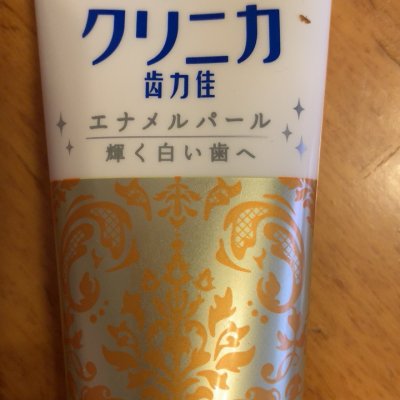 クリニカ
齿力佳
エナメルパール
輝く白い歯へ